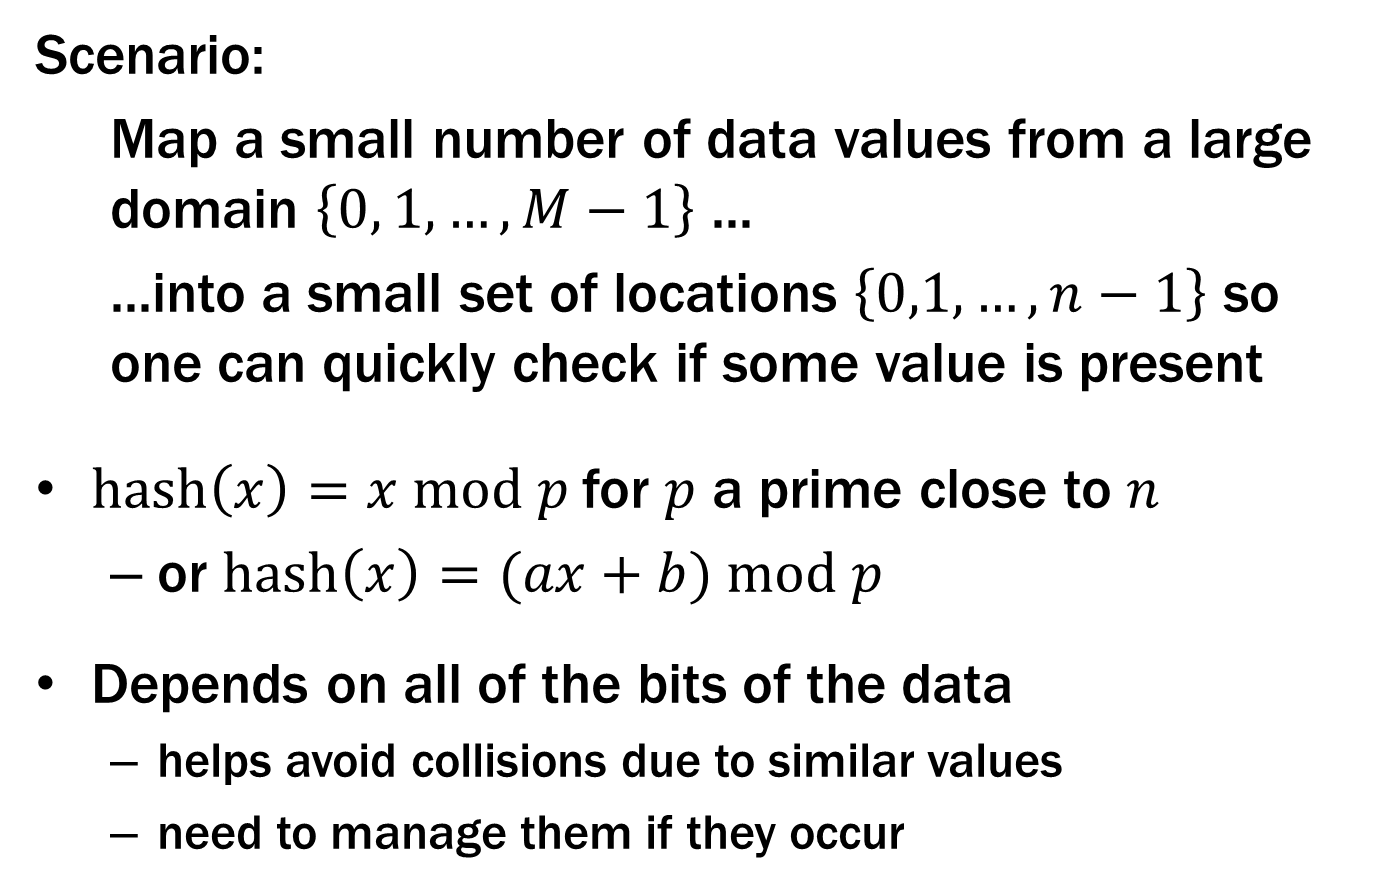 Scenario:
Map a small number of data values from a large
domain {0, 1, … , M − 1} ...
...into a small set of locations {0,1, … , n − 1} so
one can quickly check if some value is present
• hash(x) = x mod p for p a prime close to n
– or hash(x) = (ax + b) mod p
• Depends on all of the bits of the data
– helps avoid collisions due to similar values
– need to manage them if they occur